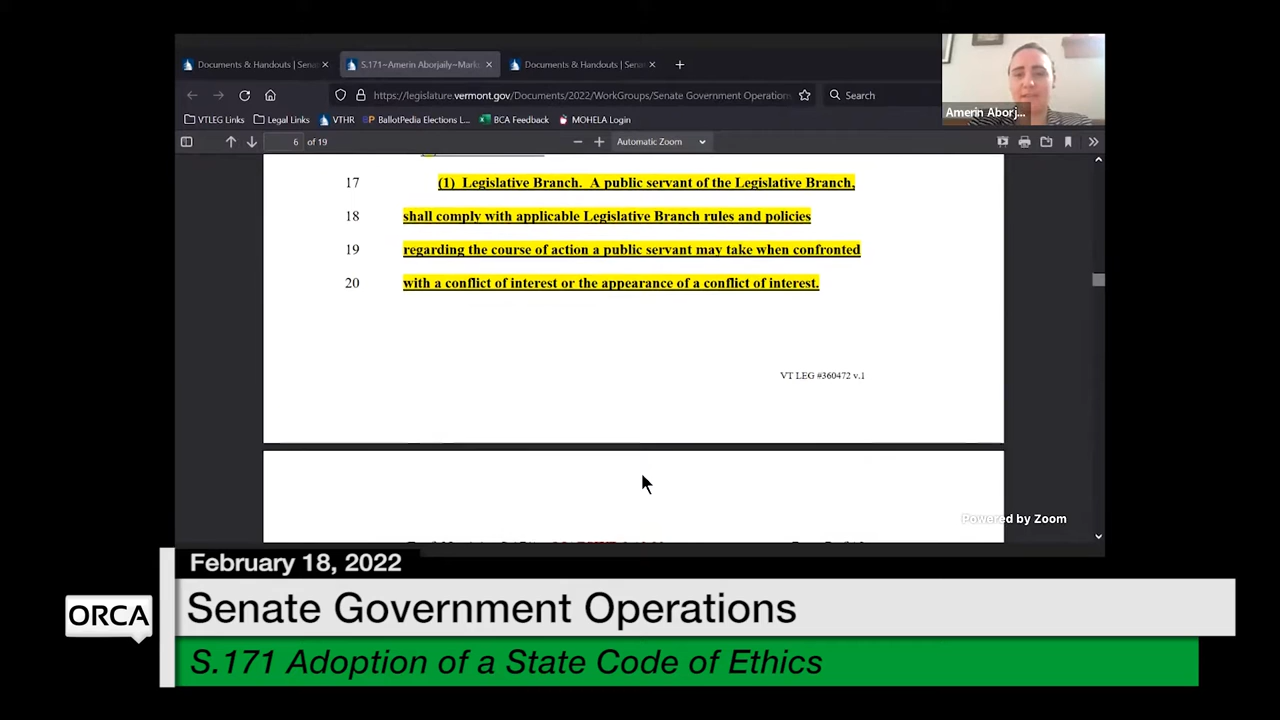 Documents & Handouts | Sena
S.171~Amerin Aborjaily~Mark
Documents & Handouts | Sena
https://legislature.vermont.gov/Documents/2022/WorkGroups/Senate Government Operation
Search
VTLEG Links
Legal Links
VTHR
BP BallotPedia Elections L...
BCA Feedback
MOHELA Login
Amerin Aborj...
6 of 19
Automatic Zoom
17 (1) Legislative Branch. A public servant of the Legislative Branch,
18 shall comply with applicable Legislative Branch rules and policies
19 regarding the course of action a public servant may take when confronted
20 with a conflict of interest or the appearance of a conflict of interest.
VT LEG #360472 v.1
Powered by Zoom
February 18, 2022
ORCA
Senate Government Operations
S.171 Adoption of a State Code of Ethics